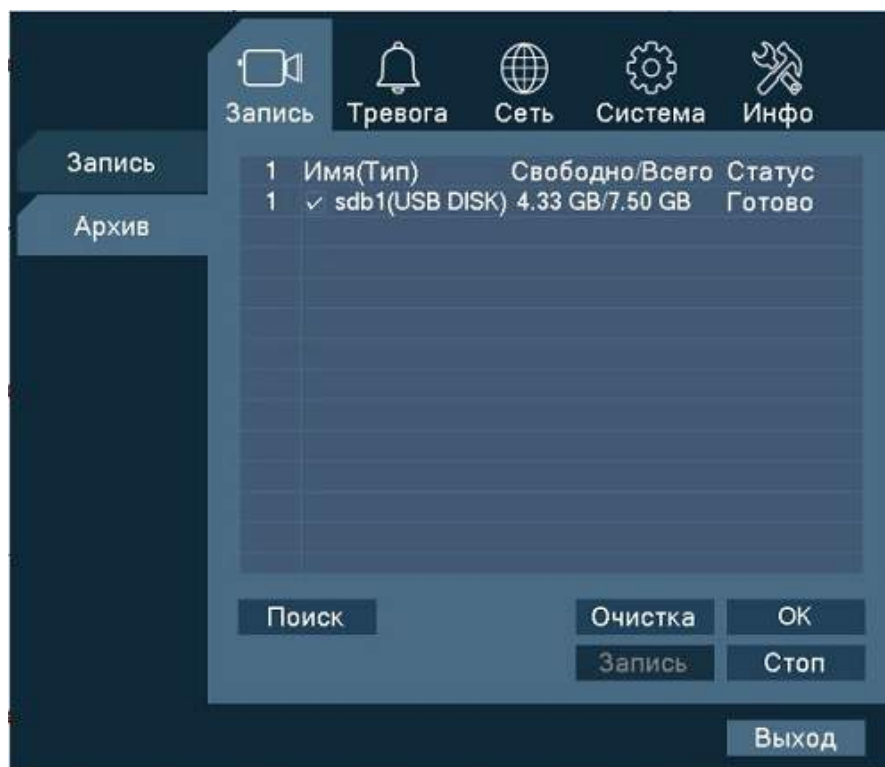 Запись Тревога Сеть Система Инфо
Запись
Архив
1 Имя(Тип) Свободно/Всего Статус
1 ✓ sdb1(USB DISK) 4.33 GB/7.50 GB Готово
Поиск Очистка OK
Запись Стоп
Выход